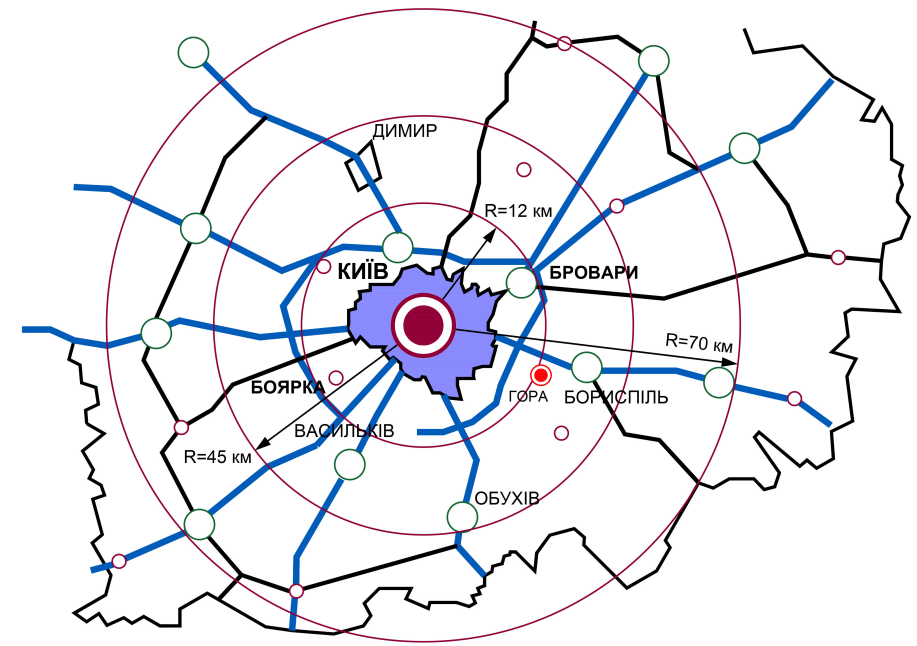 ДИМИР
R=12 км
КИЇВ
БРОВАРИ
R=70 км
БОЯРКА
ГОРА
БОРИСПІЛЬ
ВАСИЛЬКІВ
R=45 км
ОБУХІВ